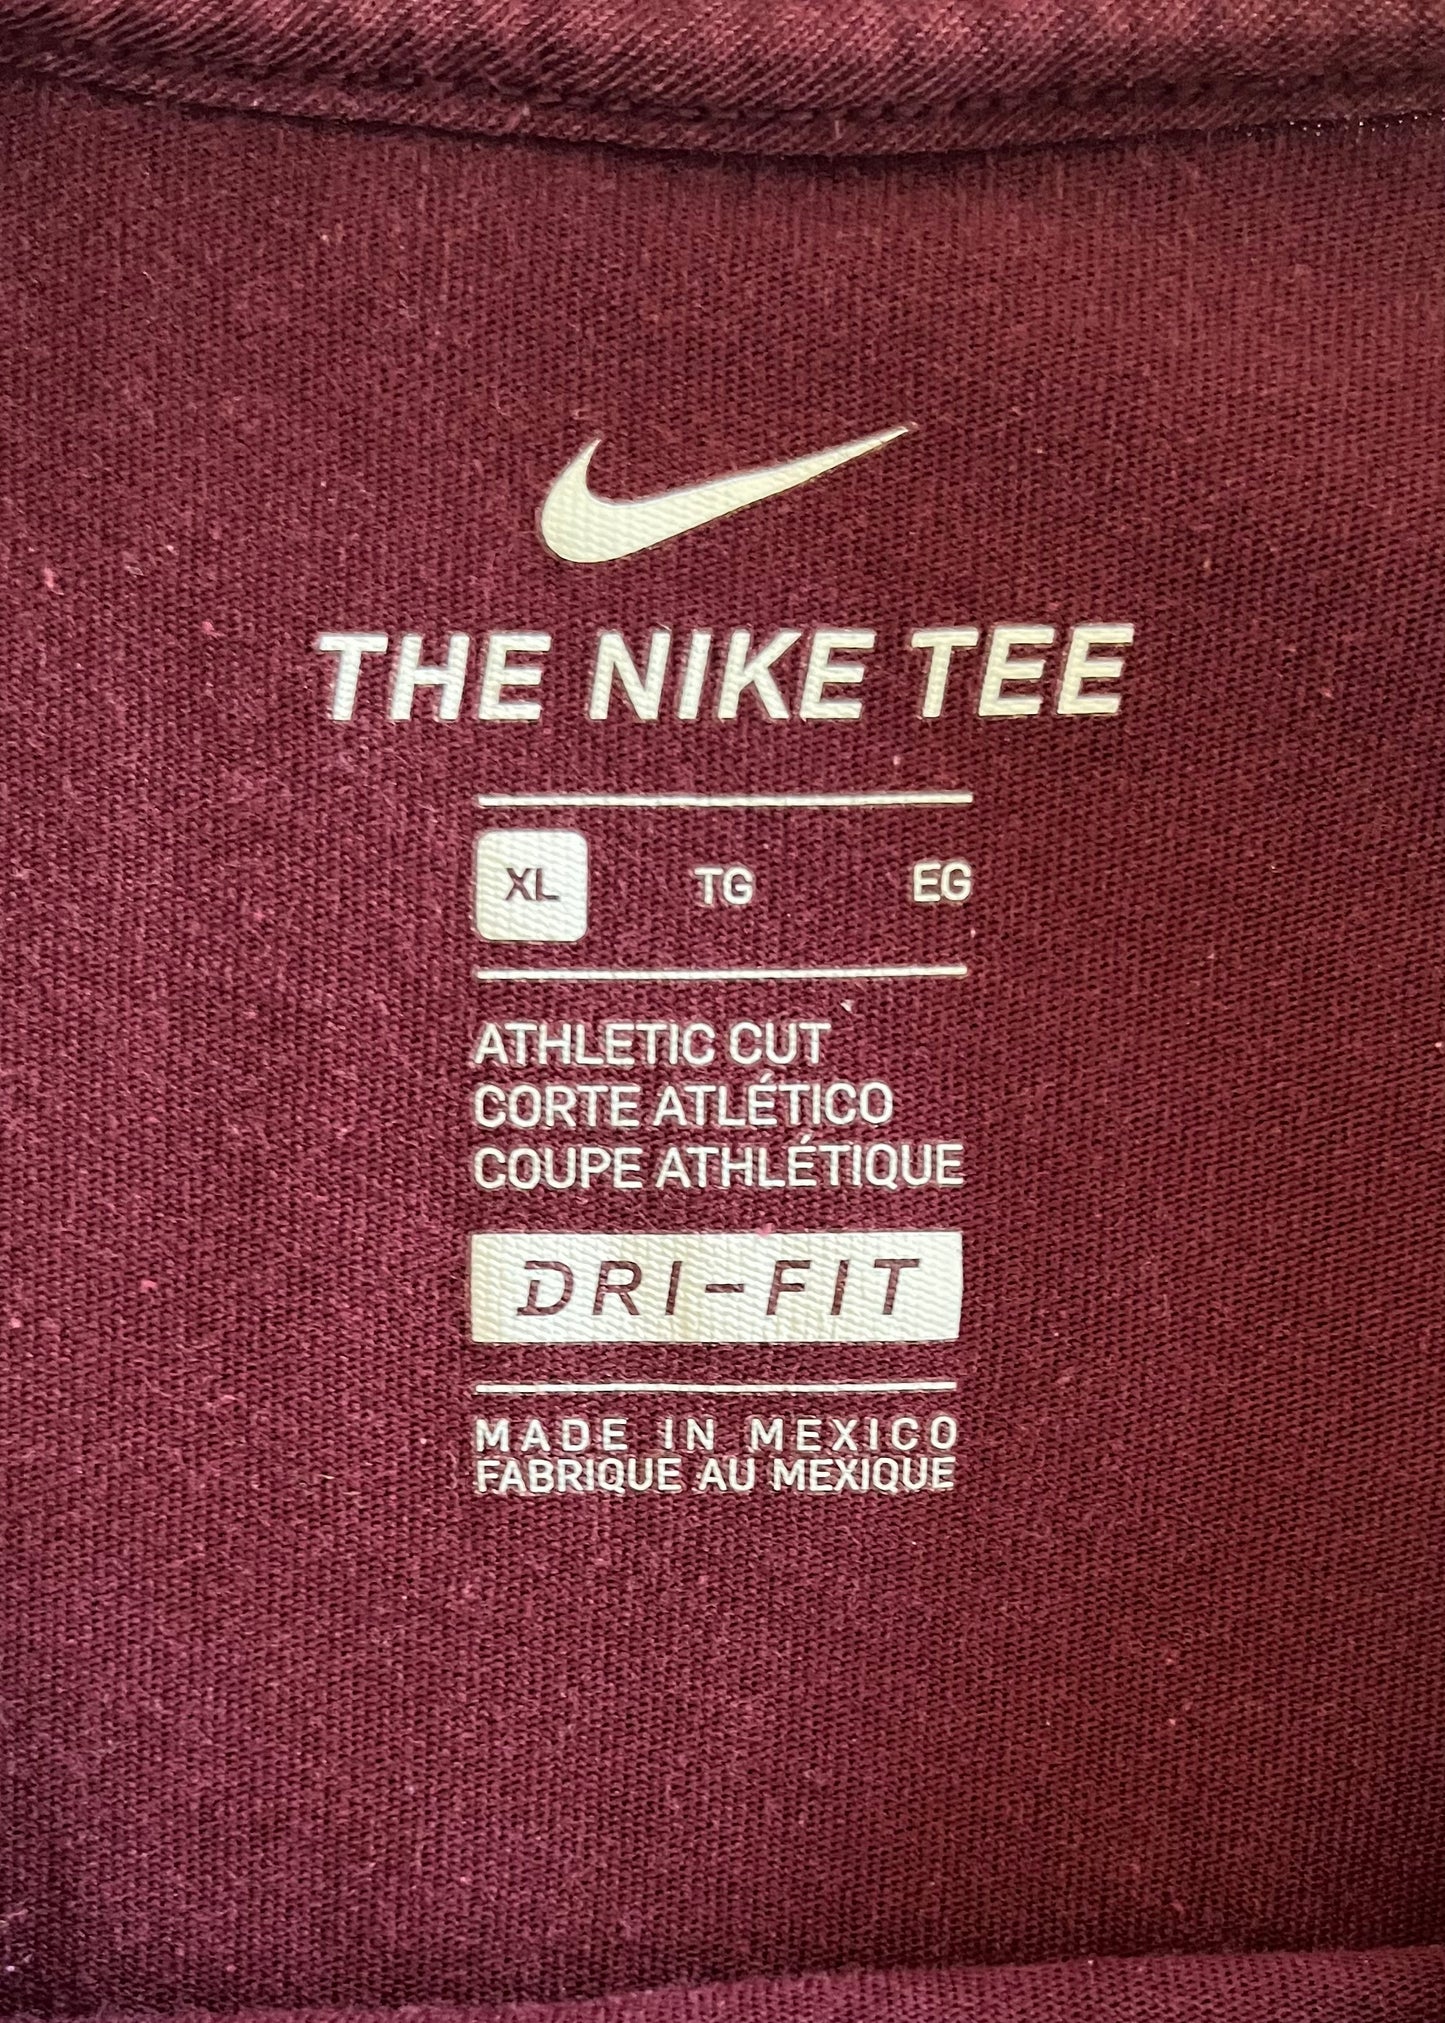 THE NIKE TEE
XL TG EG
ATHLETIC CUT
CORTE ATLÉTICO
COUPE ATHLÉTIQUE
DRI-FIT
MADE IN MEXICO
FABRIQUE AU MEXIQUE